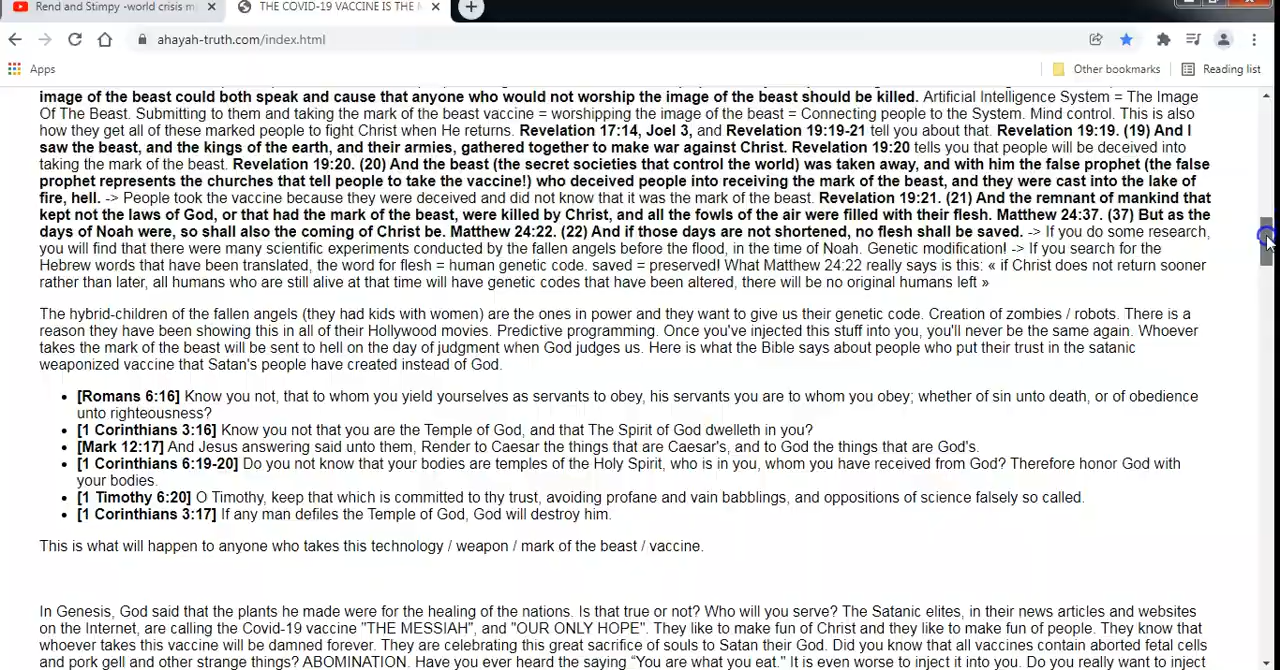 Rend and Stimpy -world crisis m
THE COVID-19 VACCINE IS THE M
ahayah-truth.com/index.html
Apps
Other bookmarks
Reading list
image of the beast could both speak and cause that anyone who would not worship the image of the beast should be killed. Artificial Intelligence System = The Image
Of The Beast. Submitting to them and taking the mark of the beast vaccine = worshipping the image of the beast = Connecting people to the System. Mind control. This is also
how they get all of these marked people to fight Christ when He returns. Revelation 17:14, Joel 3, and Revelation 19:19-21 tell you about that. Revelation 19:19. (19) And I
saw the beast, and the kings of the earth, and their armies, gathered together to make war against Christ. Revelation 19:20 tells you that people will be deceived into
taking the mark of the beast. Revelation 19:20. (20) And the beast (the secret societies that control the world) was taken away, and with him the false prophet (the false
prophet represents the churches that tell people to take the vaccine!) who deceived people into receiving the mark of the beast, and they were cast into the lake of
fire, hell. -> People took the vaccine because they were deceived and did not know that it was the mark of the beast. Revelation 19:21. (21) And the remnant of mankind that
kept not the laws of God, or that had the mark of the beast, were killed by Christ, and all the fowls of the air were filled with their flesh. Matthew 24:37. (37) But as the
days of Noah were, so shall also the coming of Christ be. Matthew 24:22. (22) And if those days are not shortened, no flesh shall be saved. -> If you do some research,
you will find that there were many scientific experiments conducted by the fallen angels before the flood, in the time of Noah. Genetic modification! -> If you search for the
Hebrew words that have been translated, the word for flesh = human genetic code. saved = preserved! What Matthew 24:22 really says is this: « if Christ does not return sooner
rather than later, all humans who are still alive at that time will have genetic codes that have been altered, there will be no original humans left »
The hybrid-children of the fallen angels (they had kids with women) are the ones in power and they want to give us their genetic code. Creation of zombies / robots. There is a
reason they have been showing this in all of their Hollywood movies. Predictive programming. Once you've injected this stuff into you, you'll never be the same again. Whoever
takes the mark of the beast will be sent to hell on the day of judgment when God judges us. Here is what the Bible says about people who put their trust in the satanic
weaponized vaccine that Satan's people have created instead of God.
[Romans 6:16] Know you not, that to whom you yield yourselves as servants to obey, his servants you are to whom you obey; whether of sin unto death, or of obedience
unto righteousness?
[1 Corinthians 3:16] Know you not that you are the Temple of God, and that The Spirit of God dwelleth in you?
[Mark 12:17] And Jesus answering said unto them, Render to Caesar the things that are Caesar's, and to God the things that are God's.
[1 Corinthians 6:19-20] Do you not know that your bodies are temples of the Holy Spirit, who is in you, whom you have received from God? Therefore honor God with
your bodies.
[1 Timothy 6:20] O Timothy, keep that which is committed to thy trust, avoiding profane and vain babblings, and oppositions of science falsely so called.
[1 Corinthians 3:17] If any man defiles the Temple of God, God will destroy him.
This is what will happen to anyone who takes this technology / weapon / mark of the beast / vaccine.
In Genesis, God said that the plants he made were for the healing of the nations. Is that true or not? Who will you serve? The Satanic elites, in their news articles and websites
on the Internet, are calling the Covid-19 vaccine "THE MESSIAH", and "OUR ONLY HOPE". They like to make fun of Christ and they like to make fun of people. They know that
whoever takes this vaccine will be damned forever. They are celebrating this great sacrifice of souls to Satan their God. Did you know that all vaccines contain aborted fetal cells
and pork gell and other strange things? ABOMINATION. Have you ever heard the saying “You are what you eat.” It is even worse to inject it into you. Do you really want to inject